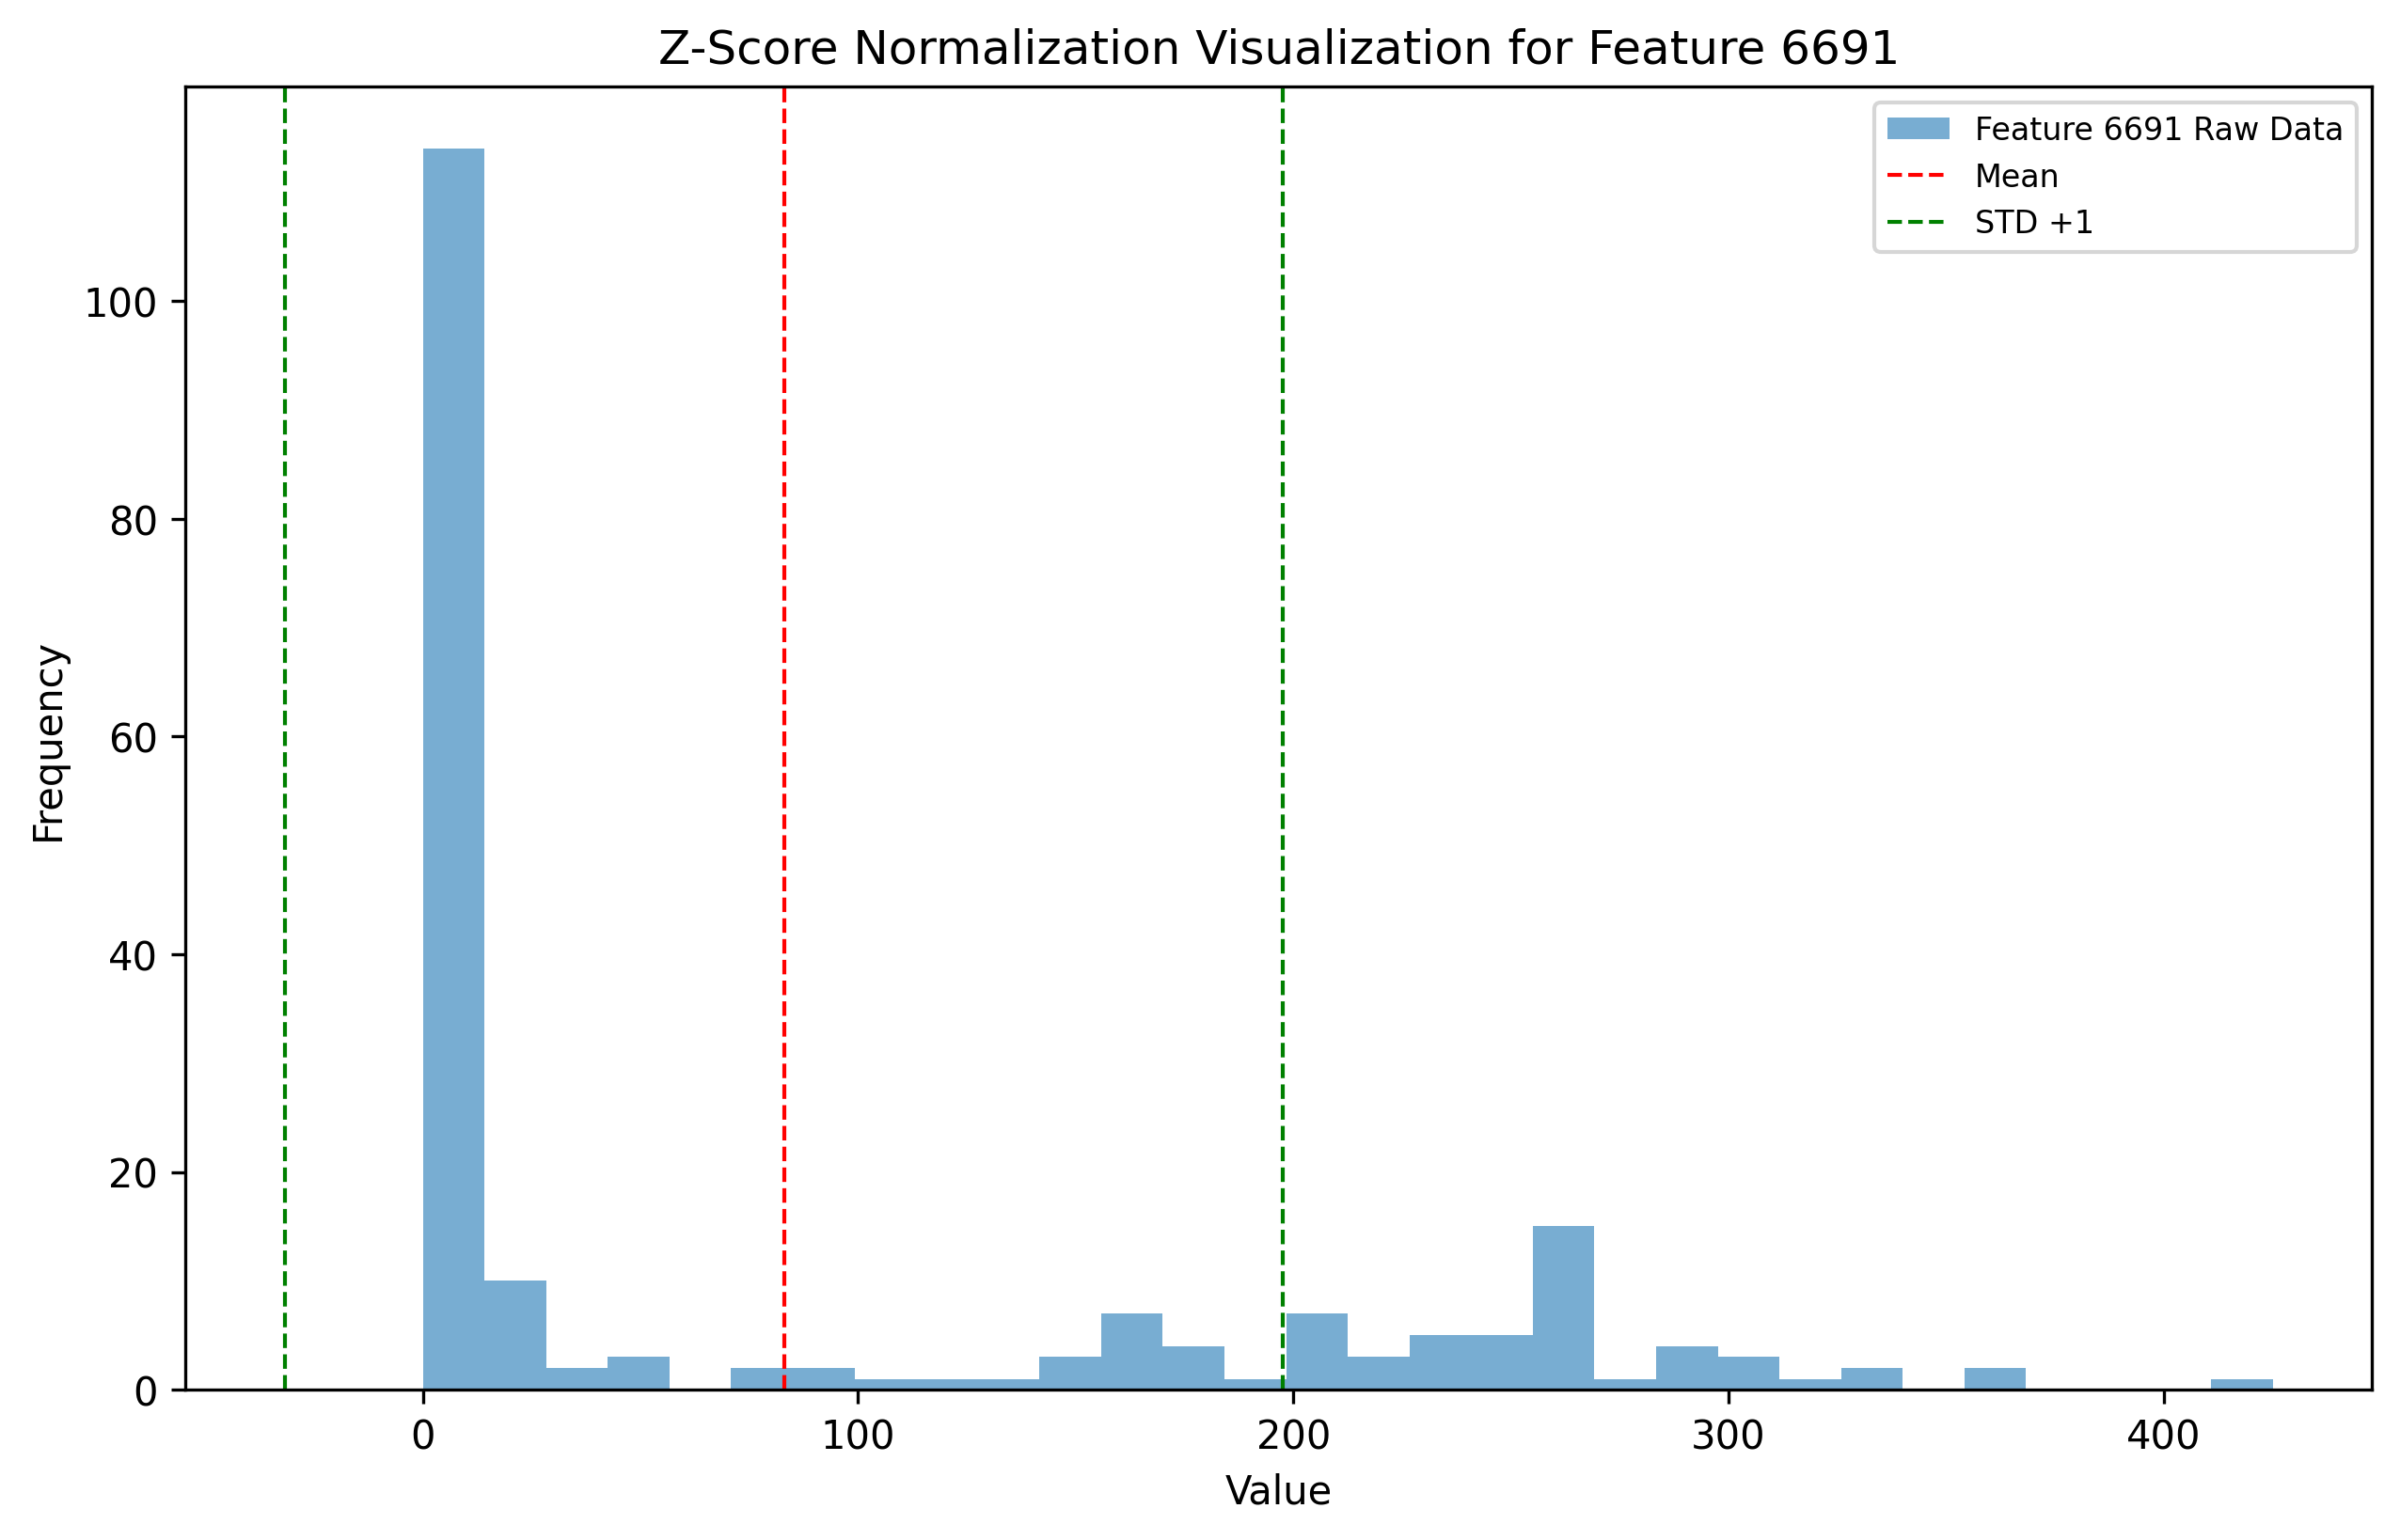 Z-Score Normalization Visualization for Feature 6691
Feature 6691 Raw Data
Mean
STD +1
100
80
60
40
20
0
Frequency
0 100 200 300 400
Value